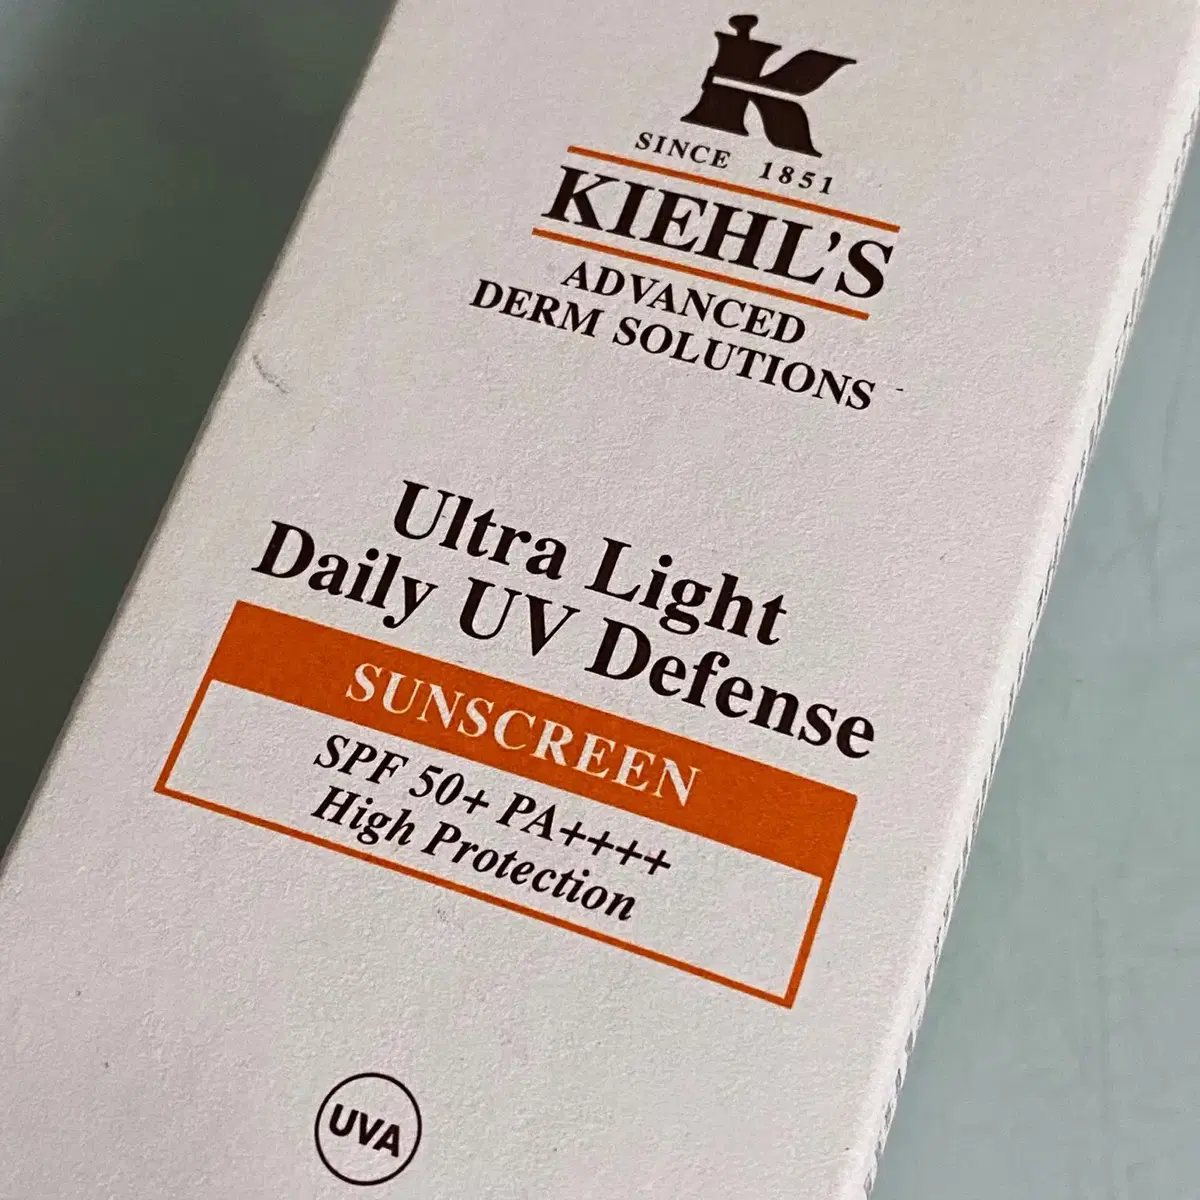 K
SINCE 1851
KIEHL'S
ADVANCED
DERM SOLUTIONS
Ultra Light
Daily UV Defense
SUNSCREEN
SPF 50+ PA++++
High Protection
UVA